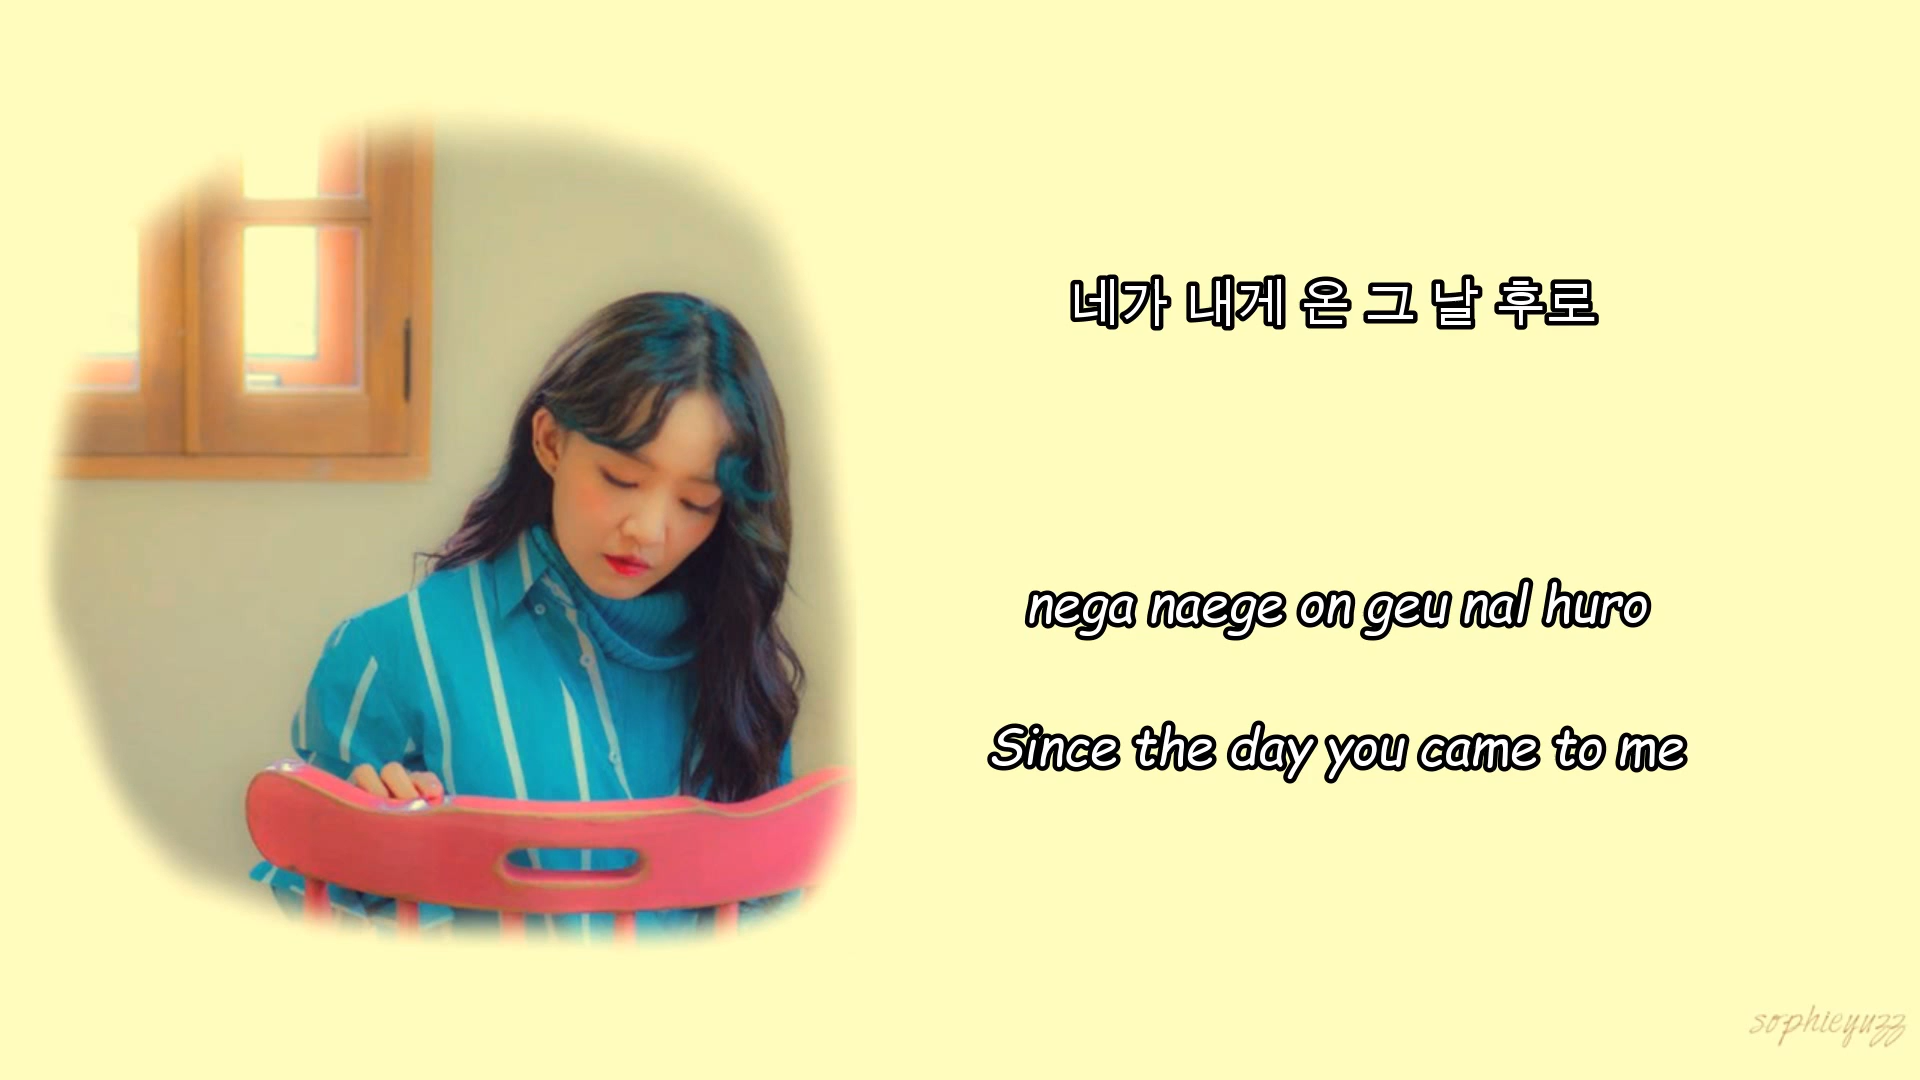 네가 내게 온 그 날 후로
nega naege on geu nal huro
Since the day you came to me
sophieyuzz